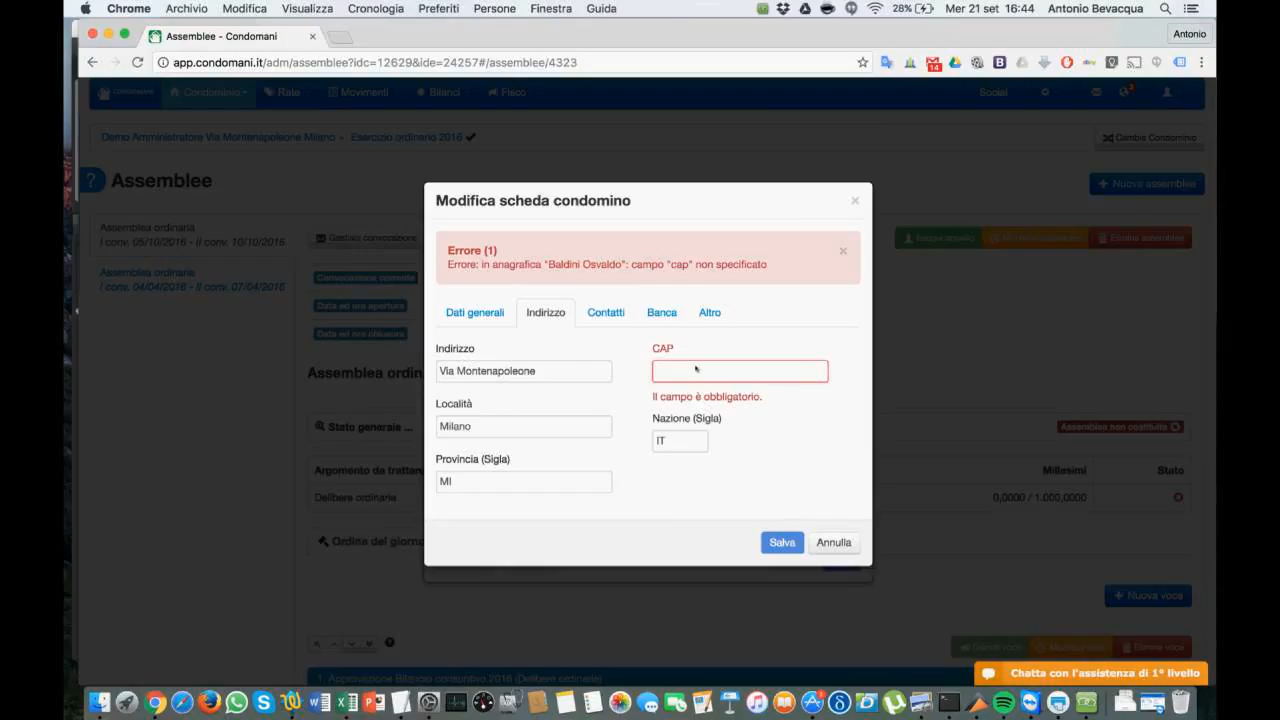 Chrome Archivio Modifica Visualizza Cronologia Preferiti Persone Finestra Guida 28% Mer 21 set 16:44 Antonio Bevacqua
Assemblee - Condomani
Antonio
app.condomani.it/adm/assemblee?idc=12629&ide=24257#/assemblee/4323
14
Condominio Rate Movimenti Bilanci Fisco Social
Demo Amministratore Via Montenapoleone Milano - Esercizio ordinario 2016
Cambia Condominio
? Assemblee
+ Nuova assemblea
Assemblea ordinaria
I conv. 05/10/2016 - II conv. 10/10/2016
Assemblea ordinaria
I conv. 04/04/2016 - II conv. 07/04/2016
Gestisci convocazione
Elimina assemblea
Convocazione corrente
Data ed ora apertura
Data ed ora chiusura
Assemblea ordin
Stato generale ...
Assemblea non costituita
Argomento da trattar
Millesimi
Stato
Delibere ordinarie
0,0000 / 1.000,0000
Ordine del giorno
+ Nuova voce
Elimina voce
1. Approvazione Bilancio consuntivo 2016 (Delibere ordinarie)
Modifica scheda condomino
×
Errore (1)
Errore: in anagrafica "Baldini Osvaldo": campo "cap" non specificato
×
Dati generali Indirizzo Contatti Banca Altro
Indirizzo
Via Montenapoleone
CAP
Il campo è obbligatorio.
Località
Milano
Nazione (Sigla)
IT
Provincia (Sigla)
MI
Salva Annulla
Chatta con l'assistenza di 1° livello